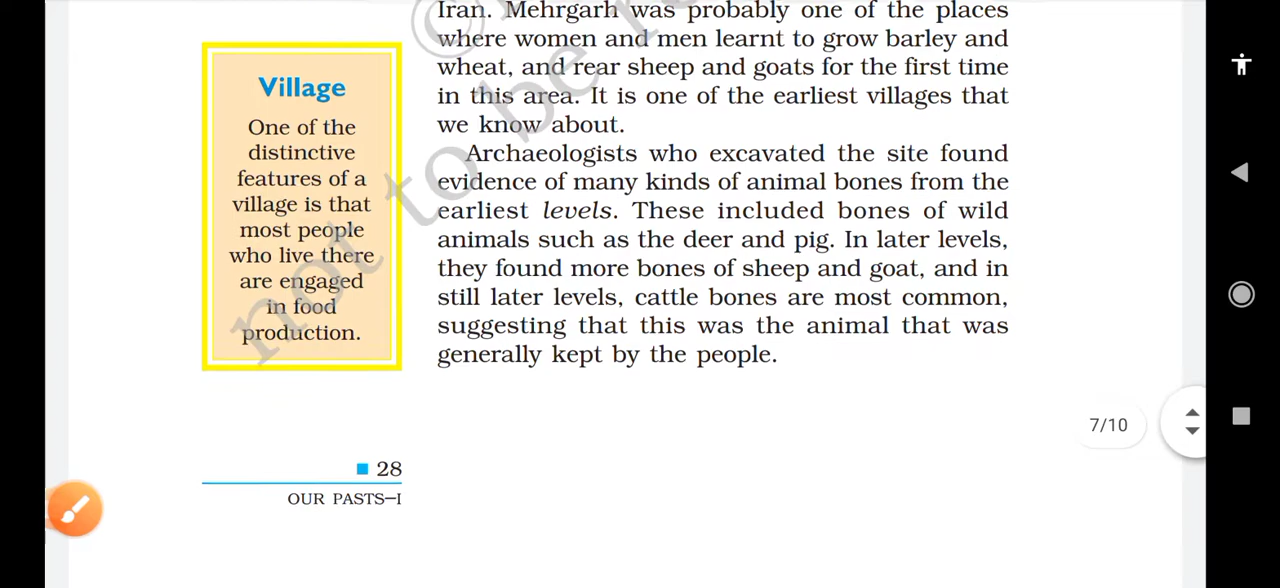 Iran. Mehrgarh was probably one of the places
where women and men learnt to grow barley and
wheat, and rear sheep and goats for the first time
in this area. It is one of the earliest villages that
we know about.
Archaeologists who excavated the site found
evidence of many kinds of animal bones from the
earliest levels. These included bones of wild
animals such as the deer and pig. In later levels,
they found more bones of sheep and goat, and in
still later levels, cattle bones are most common,
suggesting that this was the animal that was
generally kept by the people.
Village
One of the
distinctive
features of a
village is that
most people
who live there
are engaged
in food
production.
not to be re
©
7/10
28
OUR PASTS–I